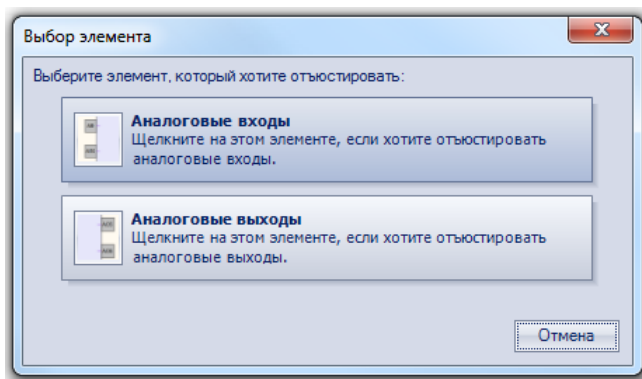 Выбор элемента
Выберите элемент, который хотите отъюстировать:
Аналоговые входы
Щелкните на этом элементе, если хотите отъюстировать
аналоговые входы.
Аналоговые выходы
Щелкните на этом элементе, если хотите отъюстировать
аналоговые выходы.
Отмена